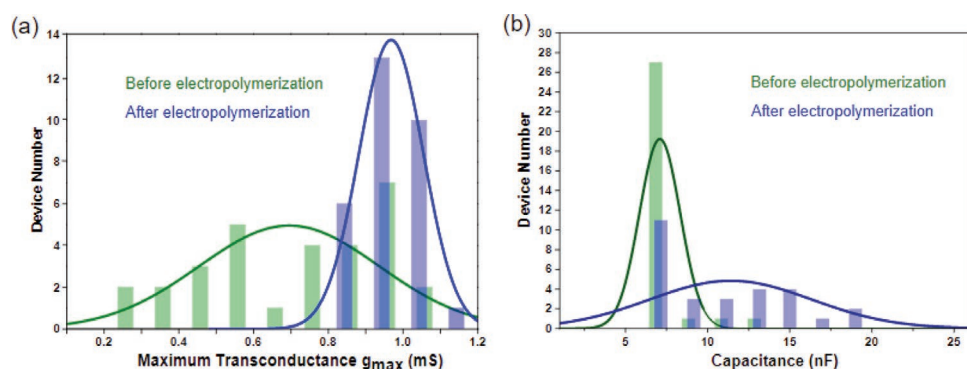 (a)
Device Number
14
12
10
8
6
4
2
0
Before electropolymerization
After electropolymerization
0.2 0.4 0.6 0.8 1.0 1.2
Maximum Transconductance gmax (mS)
(b)
Device Number
30
28
26
24
22
20
18
16
14
12
10
8
6
4
2
0
Before electropolymerization
After electropolymerization
5 10 15 20 25
Capacitance (nF)